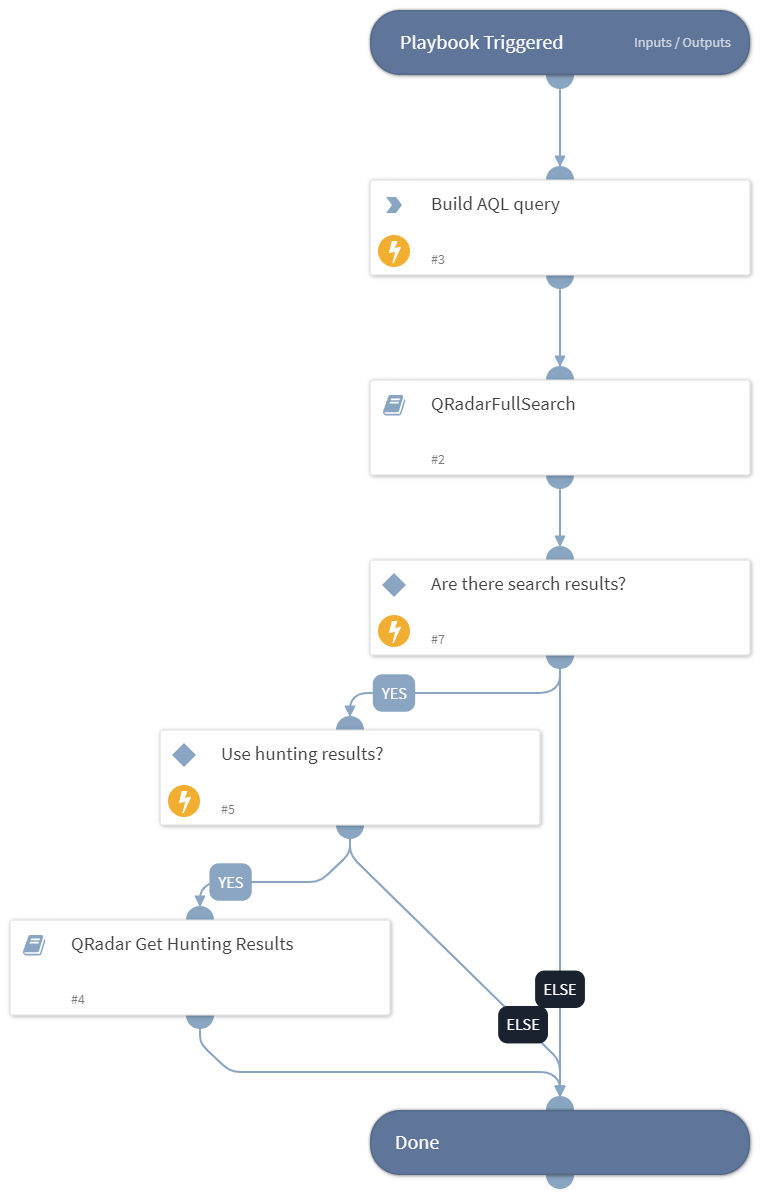 Playbook Triggered
Inputs / Outputs
Build AQL query
#3
QRadarFullSearch
#2
Are there search results?
#7
YES
Use hunting results?
#5
YES
QRadar Get Hunting Results
#4
ELSE
ELSE
Done